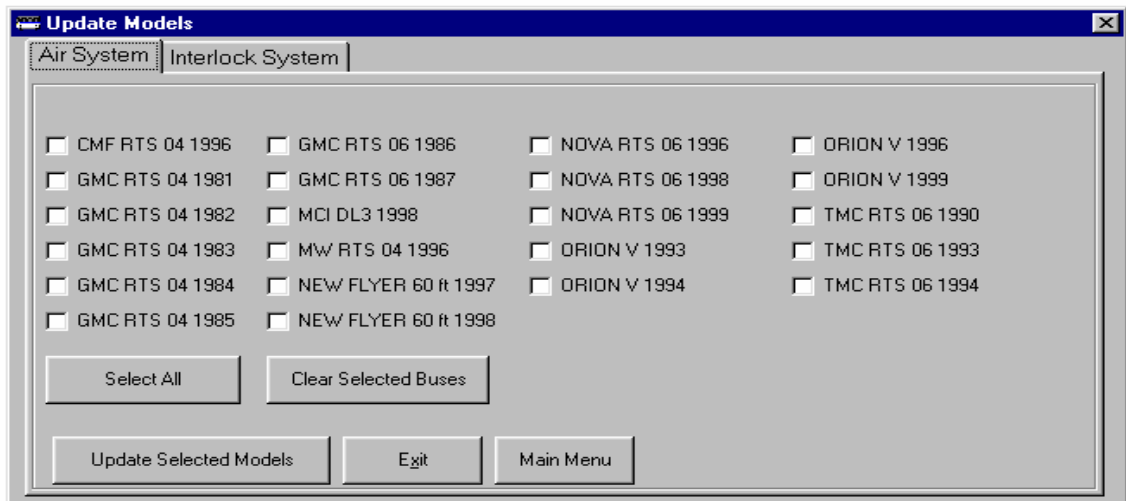 Update Models
Air System Interlock System
CMF RTS 04 1996 GMC RTS 06 1986 NOVA RTS 06 1996 ORION V 1996
GMC RTS 04 1981 GMC RTS 06 1987 NOVA RTS 06 1998 ORION V 1999
GMC RTS 04 1982 MCI DL3 1998 NOVA RTS 06 1999 TMC RTS 06 1990
GMC RTS 04 1983 MW RTS 04 1996 ORION V 1993 TMC RTS 06 1993
GMC RTS 04 1984 NEW FLYER 60 ft 1997 ORION V 1994 TMC RTS 06 1994
GMC RTS 04 1985 NEW FLYER 60 ft 1998
Select All Clear Selected Buses
Update Selected Models Exit Main Menu